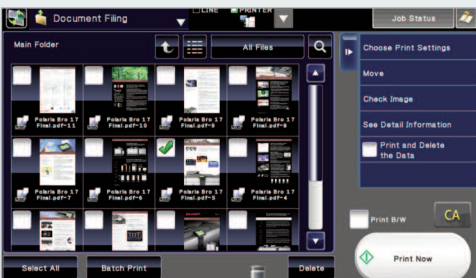 LINE PRINTER
Document Filing
Job Status
Main Folder
All Files
Choose Print Settings
Move
Check Image
See Detail Information
Print and Delete
the Data
Polaris Bro 17
Final.pdf-11
Polaris Bro 17
Final.pdf-10
Polaris Bro 17
Final.pdf-9
Polaris Bro 17
Final.pdf-8
Polaris Bro 17
Final.pdf-7
Polaris Bro 17
Final.pdf-6
Polaris Bro 17
Final.pdf-5
Polaris Bro 17
Final.pdf-4
Print B/W
CA
Print Now
Select All
Batch Print
Delete